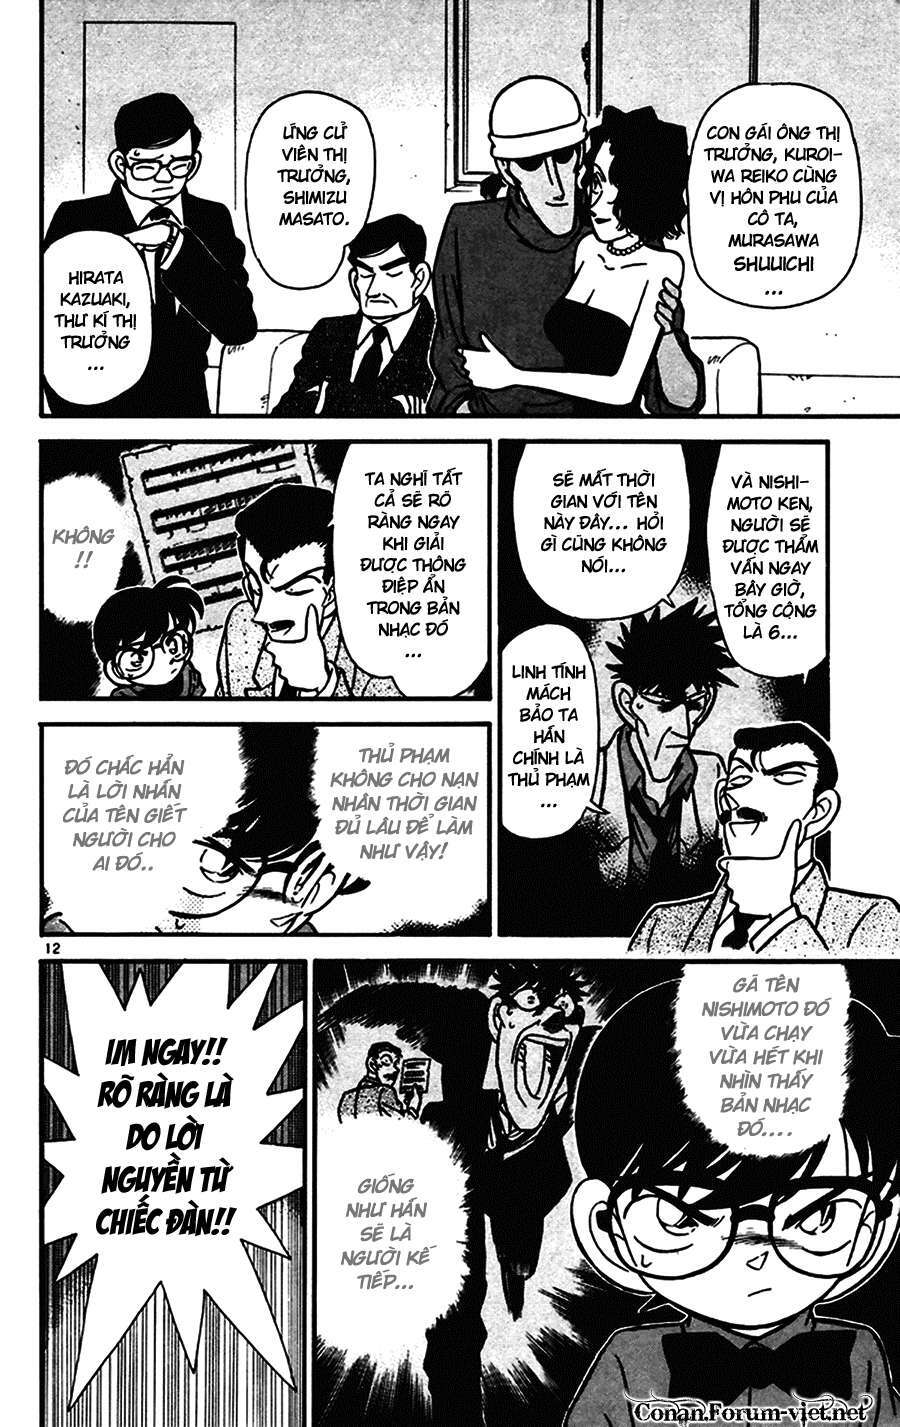 CON GÁI ÔNG THỊ
TRƯỞNG, KUROI-
WA REIKO CÙNG
VỊ HÔN PHU CỦA
CÔ TA,
MURASAWA
SHUUICHI
...
ỨNG CỬ
VIÊN THỊ
TRƯỞNG,
SHIMIZU
MASATO.
HIRATA
KAZUAKI,
THƯ KÍ THỊ
TRƯỞNG
...
VÀ NISHI-
MOTO KEN,
NGƯỜI SẼ
ĐƯỢC THẨM
VẤN NGAY
BÂY GIỜ,
TỔNG CỘNG
LÀ 6...
SẼ MẤT THỜI
GIAN VỚI TÊN
NÀY ĐÂY... HỎI
GÌ CŨNG KHÔNG
NÓI...
LINH TÍNH
MÁCH
BẢO TA
HẮN
CHÍNH LÀ
THỦ PHẠM
...
TA NGHĨ TẤT
CẢ SẼ RÕ
RÀNG NGAY
KHI GIẢI
ĐƯỢC THÔNG
ĐIỆP ẨN
TRONG BẢN
NHẠC ĐÓ
...
KHÔNG
!!
THỦ PHẠM
KHÔNG CHO NẠN
NHÂN THỜI GIAN
ĐỦ LÂU ĐỂ LÀM
NHƯ VẬY!
ĐÓ CHẮC HẲN
LÀ LỜI NHẮN
CỦA TÊN GIẾT
NGƯỜI CHO
AI ĐÓ..
12
GÃ TÊN
NISHIMOTO ĐÓ
VỪA CHẠY
VỪA HÉT KHI
NHÌN THẤY
BẢN NHẠC
ĐÓ....
GIỐNG
NHƯ HẮN
SẼ LÀ
NGƯỜI KẾ
TIẾP...
IM NGAY!!
RÕ RÀNG LÀ
DO LỜI
NGUYỀN TỪ
CHIẾC ĐÀN!!
Conan.Forum-viet.net